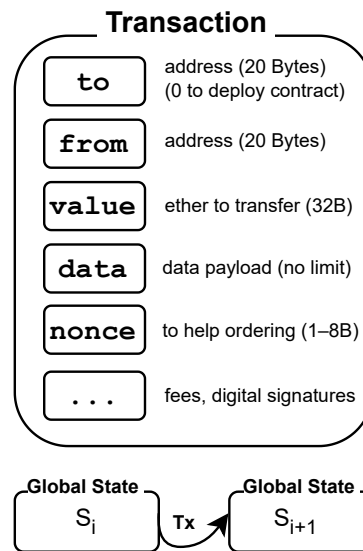 Transaction
to
address (20 Bytes)
(0 to deploy contract)
from
address (20 Bytes)
value
ether to transfer (32B)
data
data payload (no limit)
nonce
to help ordering (1–8B)
...
fees, digital signatures
Global State
S_i
Tx
Global State
S_{i+1}